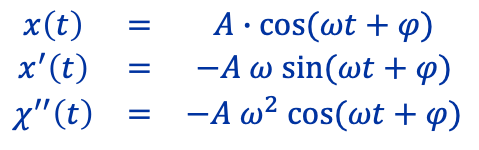 x(t) = A · cos(ωt + φ)
x′(t) = −A ω sin(ωt + φ)
χ′′(t) = −A ω² cos(ωt + φ)